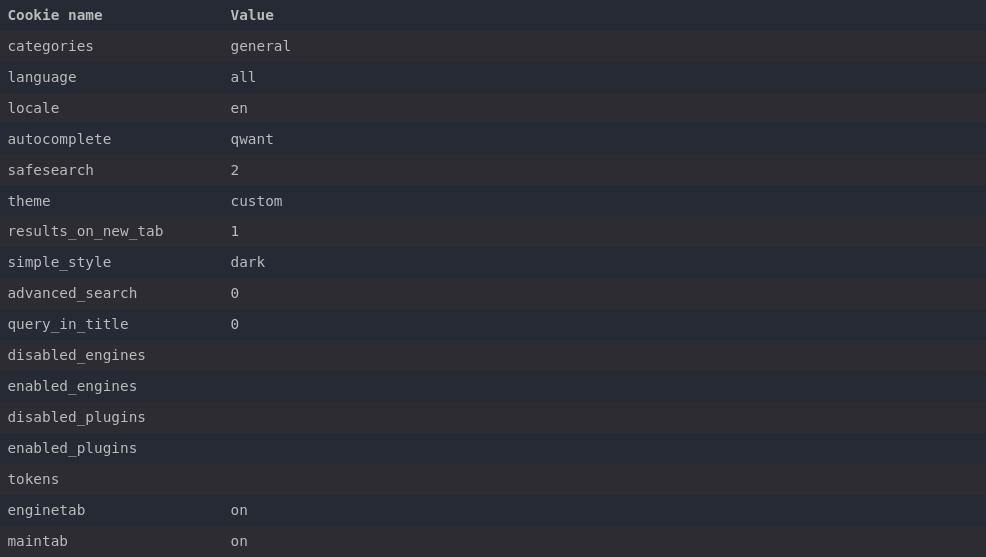 Cookie name Value
categories general
language all
locale en
autocomplete qwant
safesearch 2
theme custom
results_on_new_tab 1
simple_style dark
advanced_search 0
query_in_title 0
disabled_engines
enabled_engines
disabled_plugins
enabled_plugins
tokens
enginetab on
maintab on